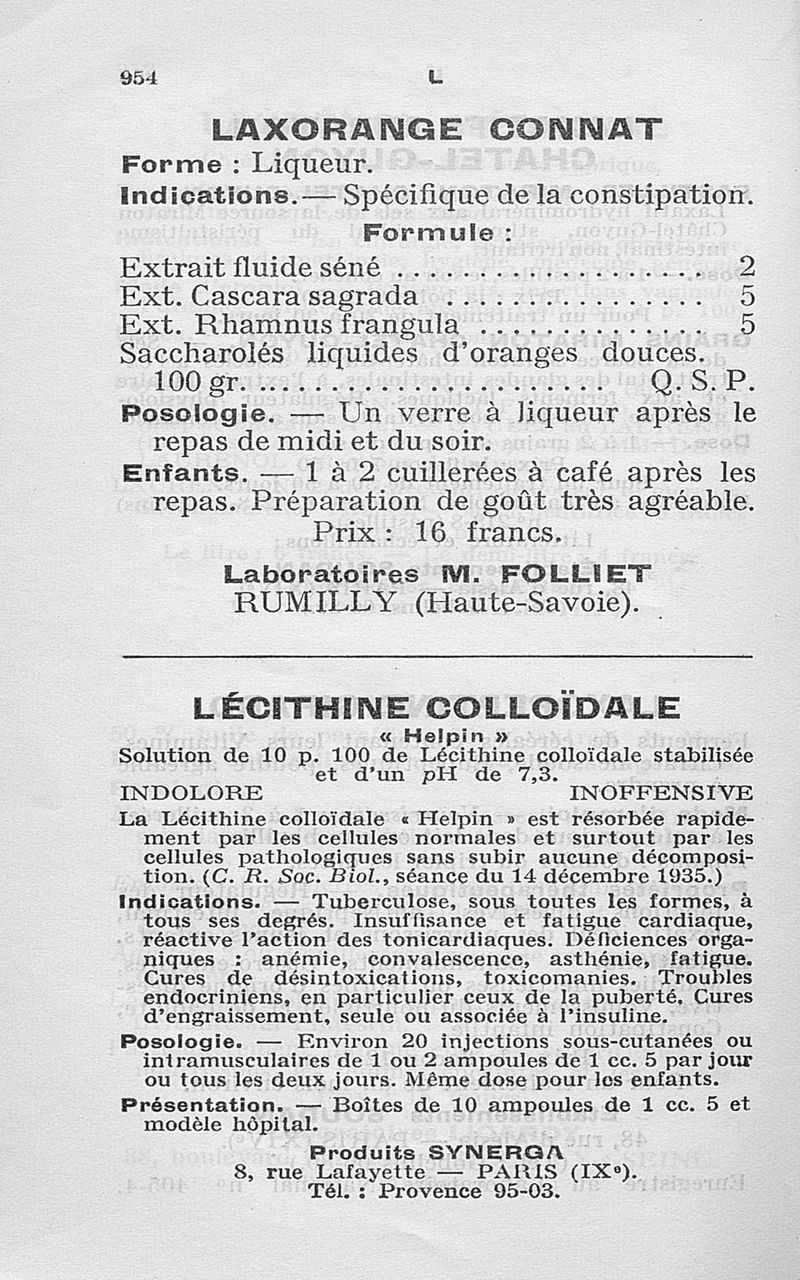 954
L
LAXORANGE CONNAT
Forme : Liqueur.
Indications. — Spécifique de la constipation.
Formule :
Extrait fluide séné . . . . . . . . . . . . . . . . . . . 2
Ext. Cascara sagrada . . . . . . . . . . . . . . . . 5
Ext. Rhamnus frangula . . . . . . . . . . . . . . 5
Saccharolés liquides d'oranges douces.
100 gr. . . . . . . . . . . . . . . . . . . . . . . . Q. S. P.
Posologie. — Un verre à liqueur après le
repas de midi et du soir.
Enfants. — 1 à 2 cuillerées à café après les
repas. Préparation de goût très agréable.
Prix : 16 francs.
Laboratoires M. FOLLIET
RUMILLY (Haute-Savoie).
LÉCITHINE COLLOÏDALE
« Helpin »
Solution de 10 p. 100 de Lécithine colloïdale stabilisée
et d'un pH de 7,3.
INDOLORE INOFFENSIVE
La Lécithine colloïdale « Helpin » est résorbée rapide-
ment par les cellules normales et surtout par les
cellules pathologiques sans subir aucune décomposi-
tion. (C. R. Soc. Biol., séance du 14 décembre 1935.)
Indications. — Tuberculose, sous toutes les formes, à
tous ses degrés. Insuffisance et fatigue cardiaque,
réactive l'action des tonicardiaques. Déficiences orga-
niques : anémie, convalescence, asthénie, fatigue.
Cures de désintoxications, toxicomanies. Troubles
endocriniens, en particulier ceux de la puberté. Cures
d'engraissement, seule ou associée à l'insuline.
Posologie. — Environ 20 injections sous-cutanées ou
intramusculaires de 1 ou 2 ampoules de 1 cc. 5 par jour
ou tous les deux jours. Même dose pour les enfants.
Présentation. — Boîtes de 10 ampoules de 1 cc. 5 et
modèle hôpital.
Produits SYNERGA
8, rue Lafayette — PARIS (IXe).
Tél. : Provence 95-03.